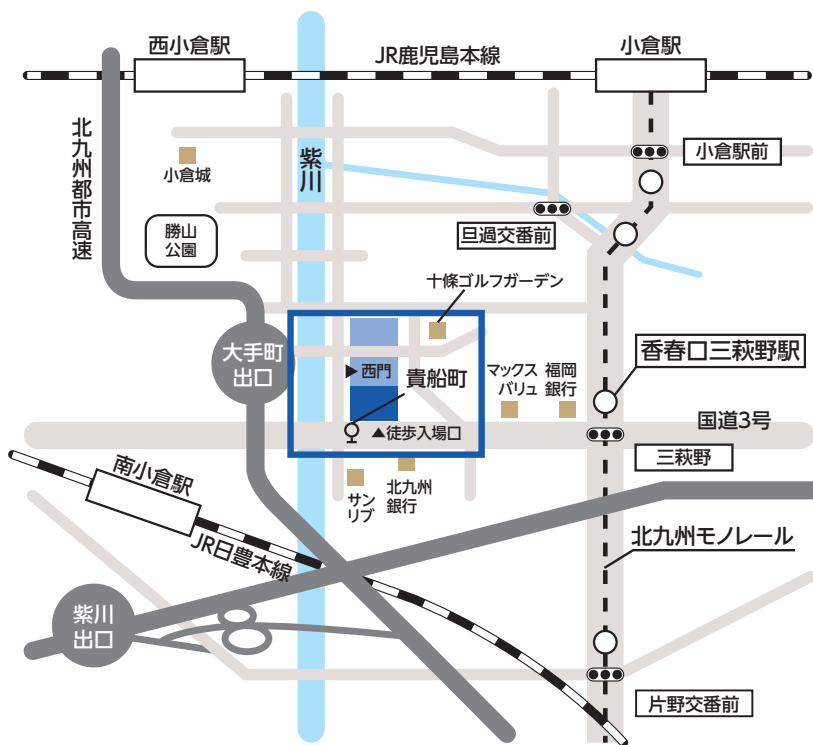 西小倉駅
小倉駅
JR鹿児島本線
北九州都市高速
紫川
小倉城
小倉駅前
勝山
公園
旦過交番前
十條ゴルフガーデン
大手町
出口
▶西門
貴船町
マックス
バリュ
福岡
銀行
香春口三萩野駅
国道3号
▲徒歩入場口
三萩野
南小倉駅
サン
リブ
北九州
銀行
JR日豊本線
北九州モノレール
紫川
出口
片野交番前